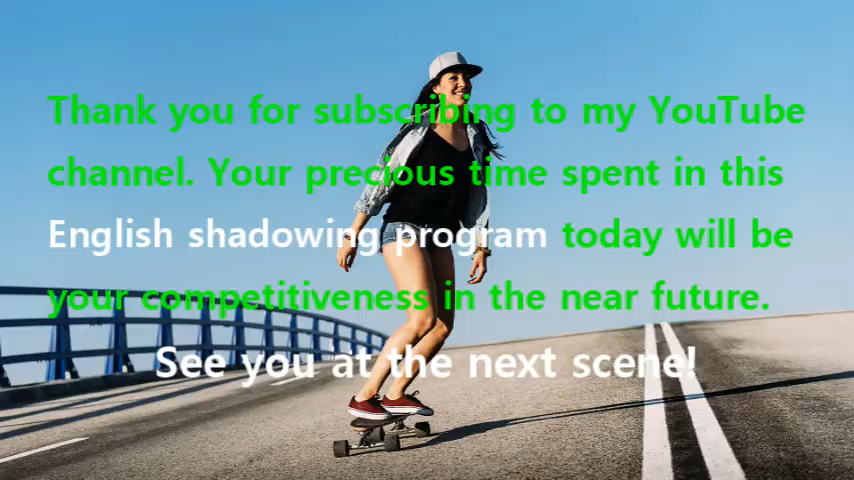 Thank you for subscribing to my YouTube
channel. Your precious time spent in this
English shadowing program today will be
your competitiveness in the near future.
See you at the next scene!